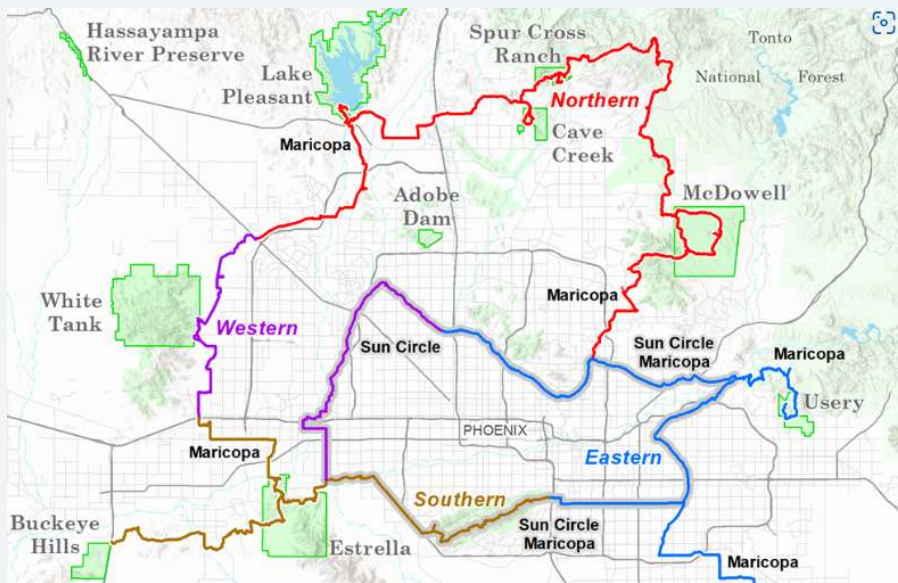 Hassayampa
River Preserve
Lake
Pleasant
Spur Cross
Ranch
Tonto
National Forest
Northern
Maricopa
Cave
Creek
McDowell
Adobe
Dam
White
Tank
Western
Maricopa
Sun Circle
Sun Circle
Maricopa
Maricopa
Usery
PHOENIX
Maricopa
Eastern
Southern
Buckeye
Hills
Estrella
Sun Circle
Maricopa
Maricopa